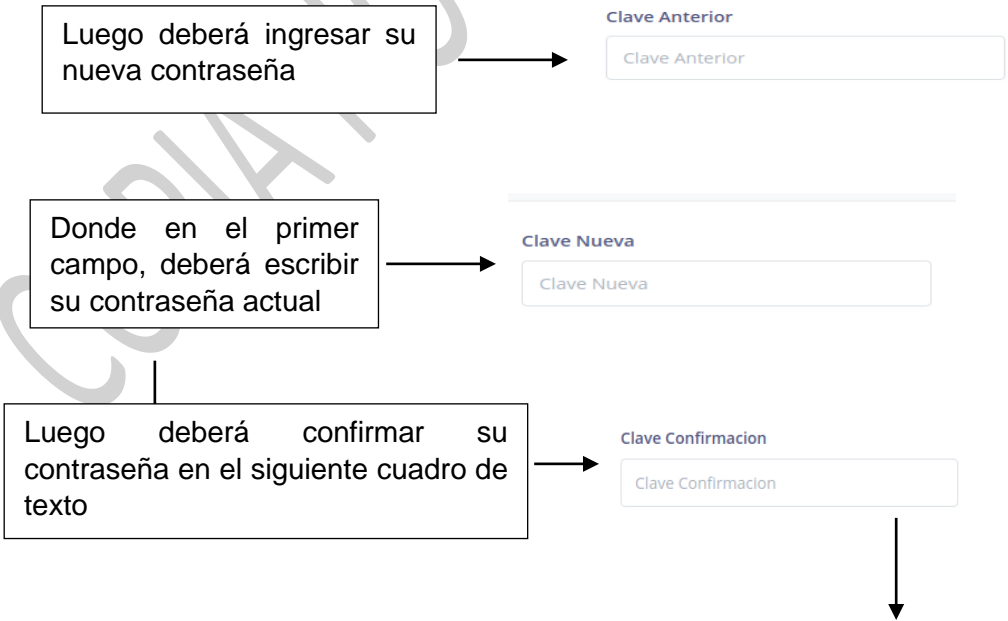 Luego deberá ingresar su
nueva contraseña
Clave Anterior
Clave Anterior
Donde en el primer
campo, deberá escribir
su contraseña actual
Clave Nueva
Clave Nueva
Luego deberá confirmar su
contraseña en el siguiente cuadro de
texto
Clave Confirmacion
Clave Confirmacion